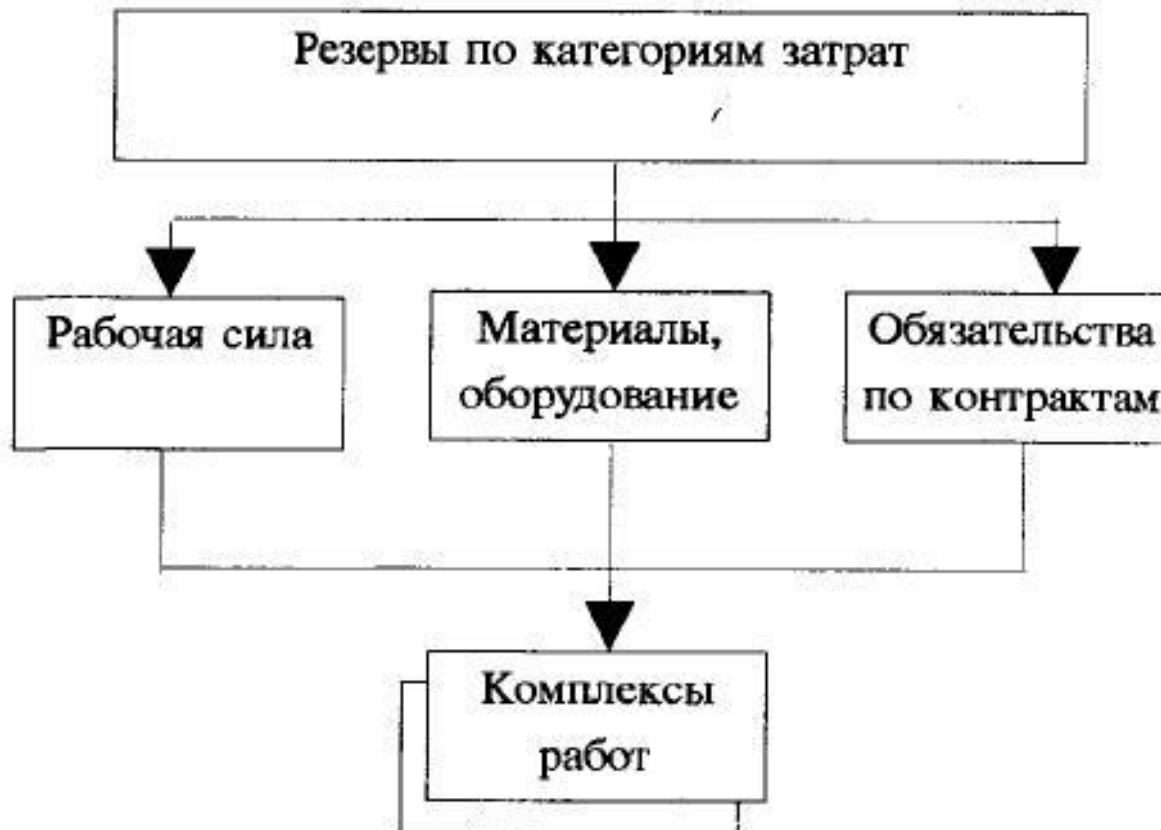 Резервы по категориям затрат
Рабочая сила
Материалы,
оборудование
Обязательства
по контрактам
Комплексы
работ